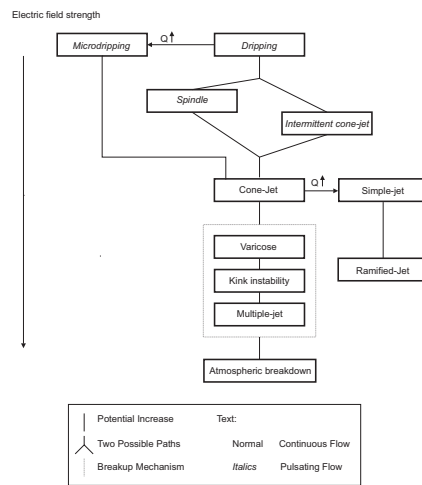 Electric field strength
Microdripping
Q
Dripping
Spindle
Intermittent cone-jet
Cone-Jet
Q
Simple-jet
Varicose
Kink instability
Ramified-Jet
Multiple-jet
Atmospheric breakdown
Potential Increase Text:
Two Possible Paths Normal Continuous Flow
Breakup Mechanism Italics Pulsating Flow